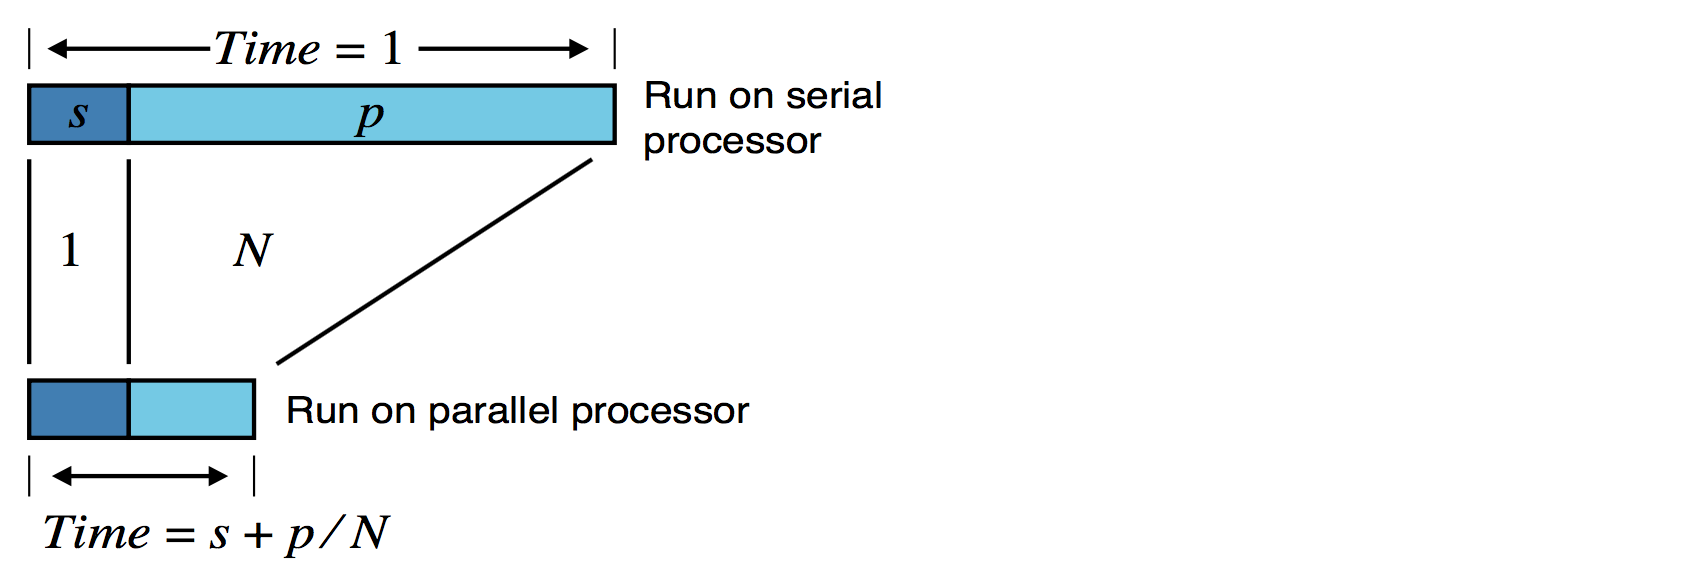 Time = 1
s
p
Run on serial
processor
1
N
Run on parallel processor
Time = s + p / N